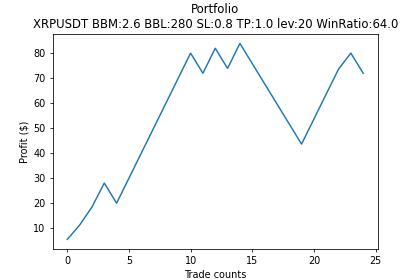 Portfolio
XRPUSDT BBM:2.6 BBL:280 SL:0.8 TP:1.0 lev:20 WinRatio:64.0
80
70
60
50
40
30
20
10
Profit ($)
0 5 10 15 20 25
Trade counts